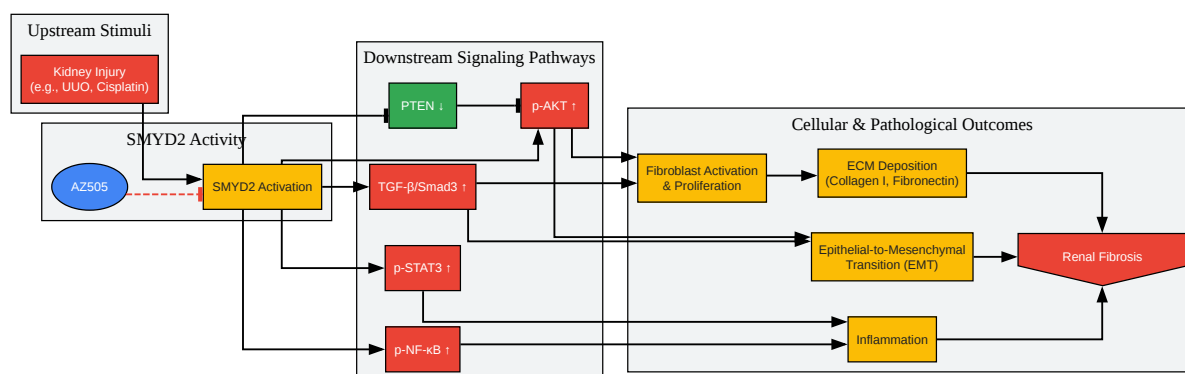 Upstream Stimuli
Kidney Injury
(e.g., UUO, Cisplatin)
SMYD2 Activity
AZ505
SMYD2 Activation
Downstream Signaling Pathways
PTEN ↓
p-AKT ↑
TGF-β/Smad3 ↑
p-STAT3 ↑
p-NF-κB ↑
Cellular & Pathological Outcomes
Fibroblast Activation
& Proliferation
ECM Deposition
(Collagen I, Fibronectin)
Epithelial-to-Mesenchymal
Transition (EMT)
Renal Fibrosis
Inflammation